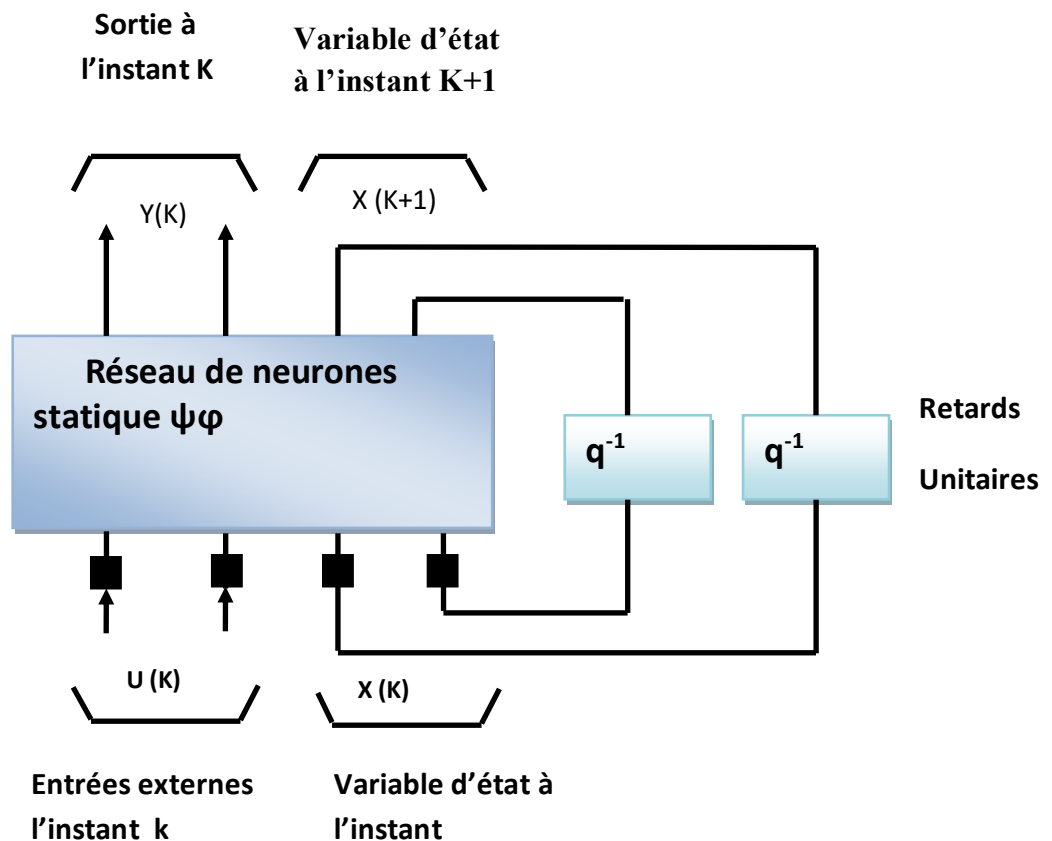 Sortie à
l’instant K
Variable d’état
à l’instant K+1
Y(K)
X (K+1)
Réseau de neurones
statique ψφ
q-1
q-1
Retards
Unitaires
U (K)
X (K)
Entrées externes
l’instant k
Variable d’état à
l’instant